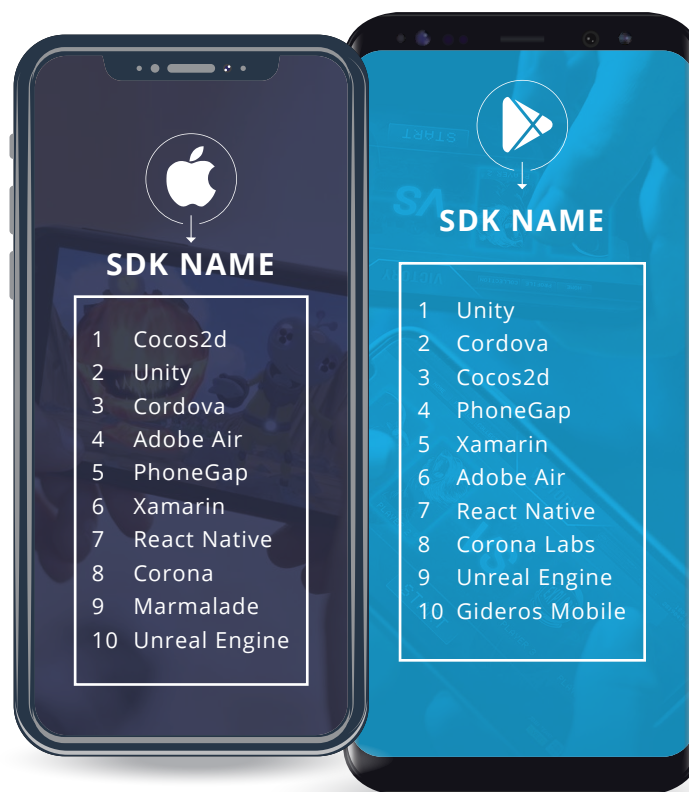 SDK NAME
1 Cocos2d
2 Unity
3 Cordova
4 Adobe Air
5 PhoneGap
6 Xamarin
7 React Native
8 Corona
9 Marmalade
10 Unreal Engine
START
VS
SDK NAME
1 Unity
2 Cordova
3 Cocos2d
4 PhoneGap
5 Xamarin
6 Adobe Air
7 React Native
8 Corona Labs
9 Unreal Engine
10 Gideros Mobile